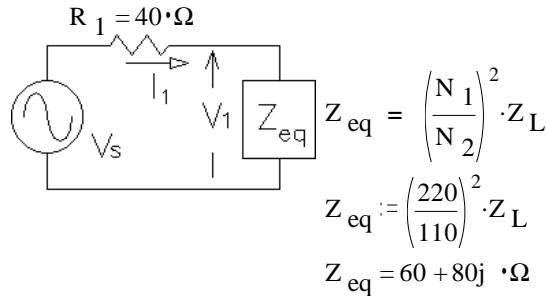 R 1 = 40·Ω
I1
Vs
V1
Zeq
Z eq = (N 1 / N 2)^2 · Z L
Z eq := (220 / 110)^2 · Z L
Z eq = 60 + 80j ·Ω